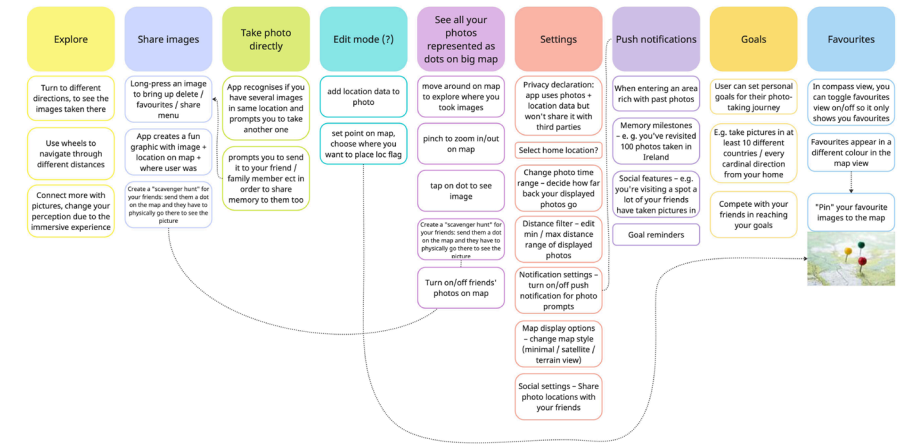 Explore
Turn to different
directions, to see the
images taken there
Use wheels to
navigate through
different distances
Connect more with
pictures, change your
perception due to the
immersive experience
Share images
Long-press an image
to bring up delete /
favourites / share
menu
App creates a fun
graphic with image +
location on map +
where user was
Create a "scavenger hunt" for
your friends: send them a dot
on the map and they have to
physically go there to see the
picture
Take photo
directly
App recognises if you
have several images
in same location and
prompts you to take
another one
prompts you to send
it to your friend /
family member ect in
order to share
memory to them too
Edit mode (?)
add location data to
photo
set point on map,
choose where you
want to place loc flag
See all your
photos
represented as
dots on big map
move around on map
to explore where you
took images
pinch to zoom in/out
on map
tap on dot to see
image
Create a "scavenger hunt" for
your friends: send them a dot
on the map and they have to
physically go there to see the
picture
Turn on/off friends'
photos on map
Settings
Privacy declaration:
app uses photos +
location data but
won't share it with
third parties
Select home location?
Change photo time
range – decide how far
back your displayed
photos go
Distance filter – edit
min / max distance
range of displayed
photos
Notification settings –
turn on/off push
notification for photo
prompts
Map display options
– change map style
(minimal / satellite /
terrain view)
Social settings – Share
photo locations with
your friends
Push notifications
When entering an area
rich with past photos
Memory milestones
– e. g. you've revisited
100 photos taken in
Ireland
Social features – e.g.
you're visiting a spot a
lot of your friends
have taken pictures in
Goal reminders
Goals
User can set personal
goals for their photo-
taking journey
E.g. take pictures in at
least 10 different
countries / every
cardinal direction
from your home
Compete with your
friends in reaching
your goals
Favourites
In compass view, you
can toggle favourites
view on/off so it only
shows you favourites
Favourites appear in a
different colour in the
map view
"Pin" your favourite
images to the map